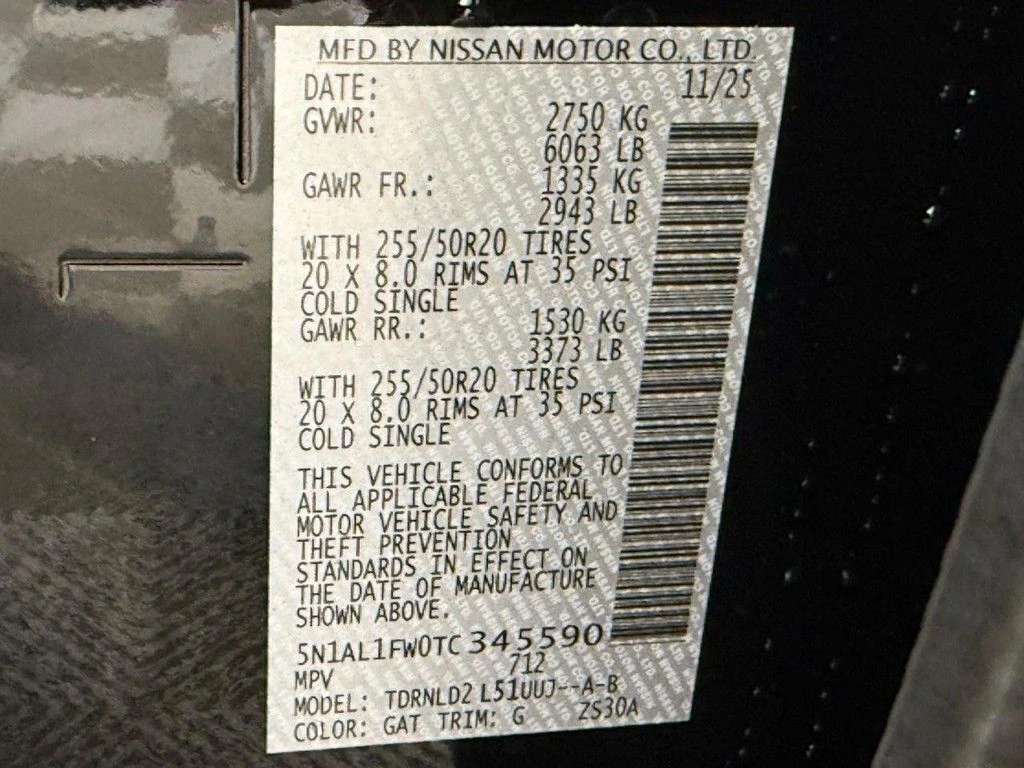 MFD BY NISSAN MOTOR CO., LTD.
DATE: 11/25
GVWR: 2750 KG
6063 LB
GAWR FR.: 1335 KG
2943 LB
WITH 255/50R20 TIRES
20 X 8.0 RIMS AT 35 PSI
COLD SINGLE
GAWR RR.: 1530 KG
3373 LB
WITH 255/50R20 TIRES
20 X 8.0 RIMS AT 35 PSI
COLD SINGLE
THIS VEHICLE CONFORMS TO
ALL APPLICABLE FEDERAL
MOTOR VEHICLE SAFETY AND
THEFT PREVENTION
STANDARDS IN EFFECT ON
THE DATE OF MANUFACTURE
SHOWN ABOVE.
5N1AL1FW0TC345590
712
MPV
MODEL: TDRNLD2 L51UUJ--A-B
COLOR: GAT TRIM: G ZS30A